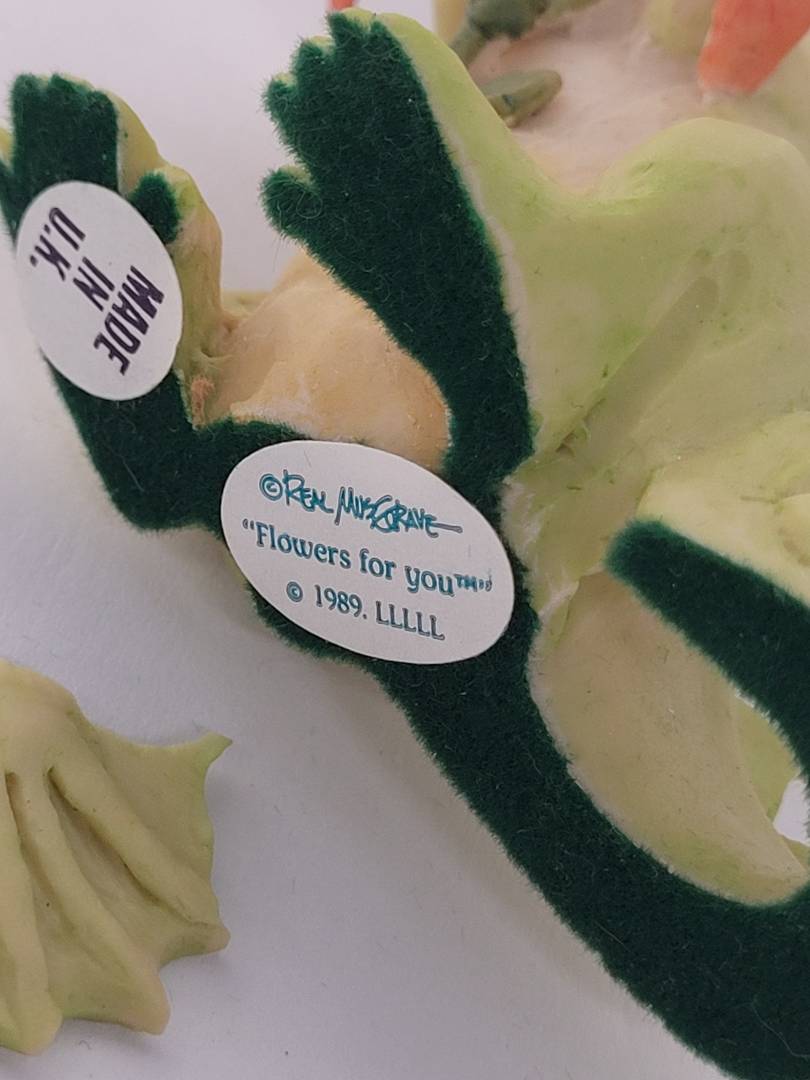 MADE
IN
U.K.
© REAL MUSGRAVE
“Flowers for you™”
© 1989. LLLLL